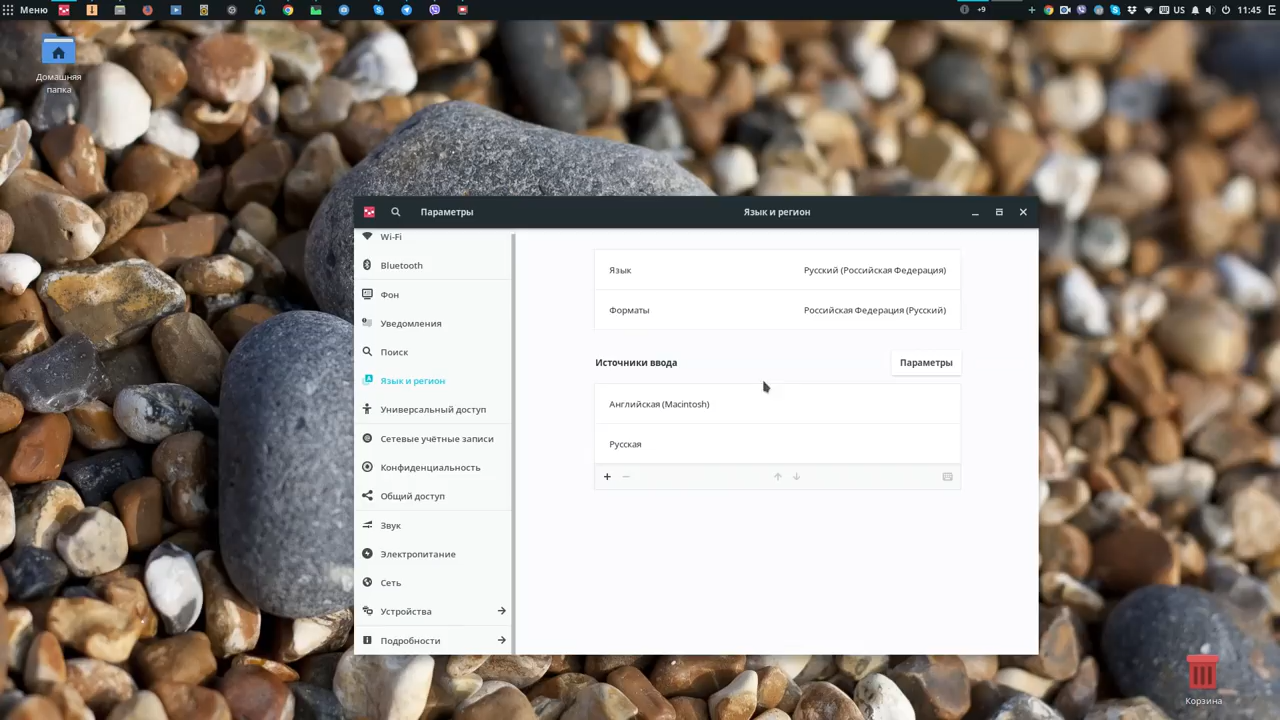 Меню
+9
US
11:45
Домашняя
папка
Параметры
Язык и регион
Wi-Fi
Bluetooth
Фон
Уведомления
Поиск
Язык и регион
Универсальный доступ
Сетевые учётные записи
Конфиденциальность
Общий доступ
Звук
Электропитание
Сеть
Устройства
Подробности
Язык
Русский (Российская Федерация)
Форматы
Российская Федерация (Русский)
Источники ввода
Параметры
Английская (Macintosh)
Русская
Корзина